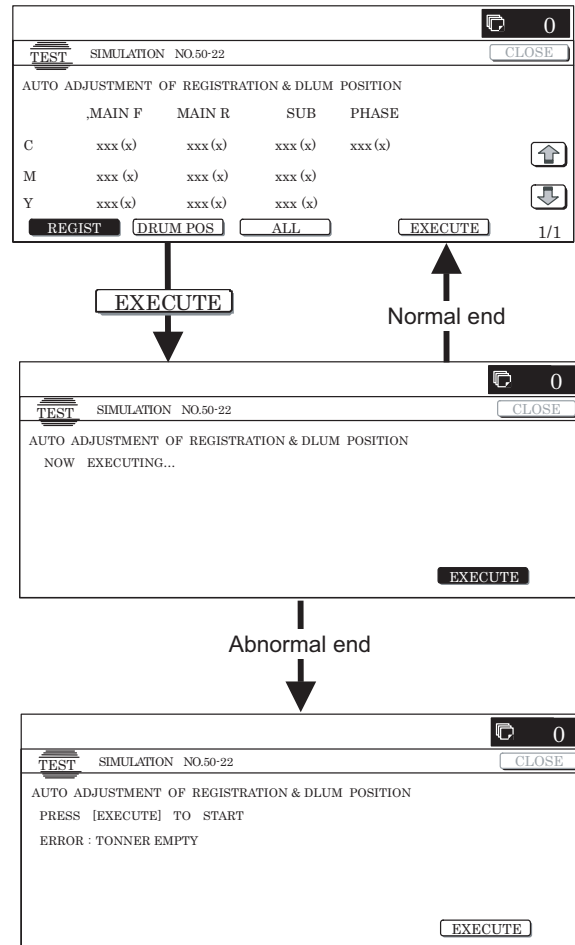 0
TEST SIMULATION NO.50-22 CLOSE
AUTO ADJUSTMENT OF REGISTRATION & DLUM POSITION
,MAIN F MAIN R SUB PHASE
C xxx (x) xxx (x) xxx (x) xxx (x)
M xxx (x) xxx (x) xxx (x)
Y xxx (x) xxx (x) xxx (x)
REGIST DRUM POS ALL EXECUTE 1/1
EXECUTE
Normal end
0
TEST SIMULATION NO.50-22 CLOSE
AUTO ADJUSTMENT OF REGISTRATION & DLUM POSITION
NOW EXECUTING...
EXECUTE
Abnormal end
0
TEST SIMULATION NO.50-22 CLOSE
AUTO ADJUSTMENT OF REGISTRATION & DLUM POSITION
PRESS [EXECUTE] TO START
ERROR : TONNER EMPTY
EXECUTE